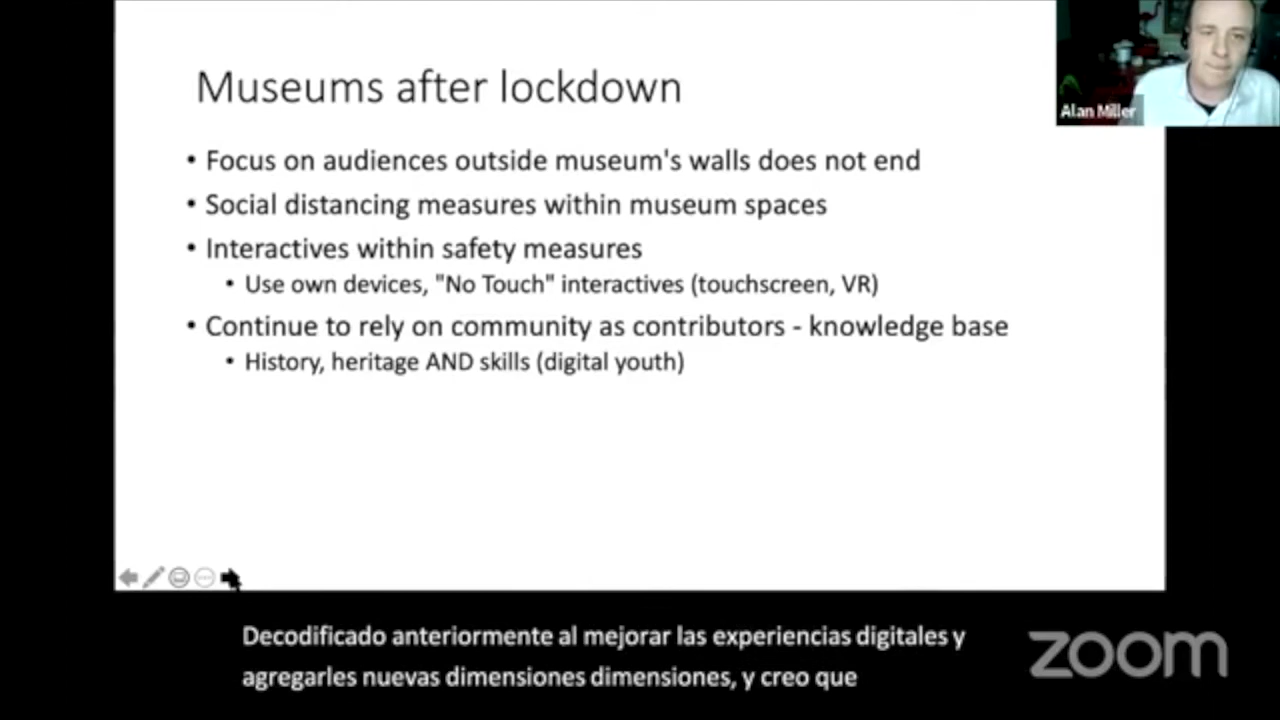 Museums after lockdown
Alan Miller
• Focus on audiences outside museum's walls does not end
• Social distancing measures within museum spaces
• Interactives within safety measures
• Use own devices, "No Touch" interactives (touchscreen, VR)
• Continue to rely on community as contributors - knowledge base
• History, heritage AND skills (digital youth)
Decodificado anteriormente al mejorar las experiencias digitales y
agregarles nuevas dimensiones dimensiones, y creo que
zoom